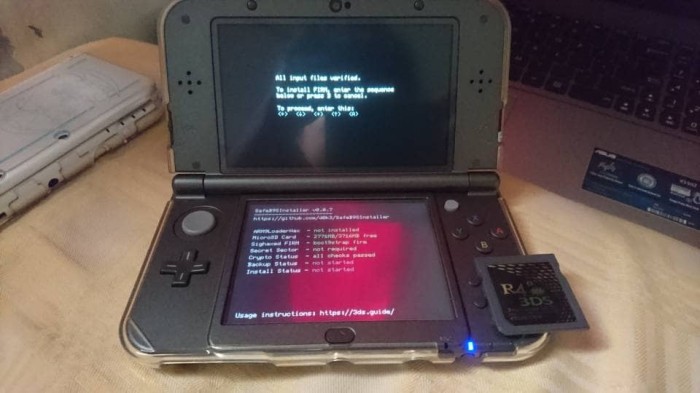 All input files verified.
To install FIRM, enter the sequence
below or press B to cancel.
To proceed, enter this:
SafeB9SInstaller v0.0.7
https://github.com/d0k3/SafeB9SInstaller
ARM9LoaderHax - not installed
MicroSD Card -
Sighaxed FIRM - boot9strap firm
Secret Sector - not required
Crypto Status - all checks passed
Backup Status - not started
Install Status - not started
Usage instructions: https://3ds.guide/
A
B
R4
3DS